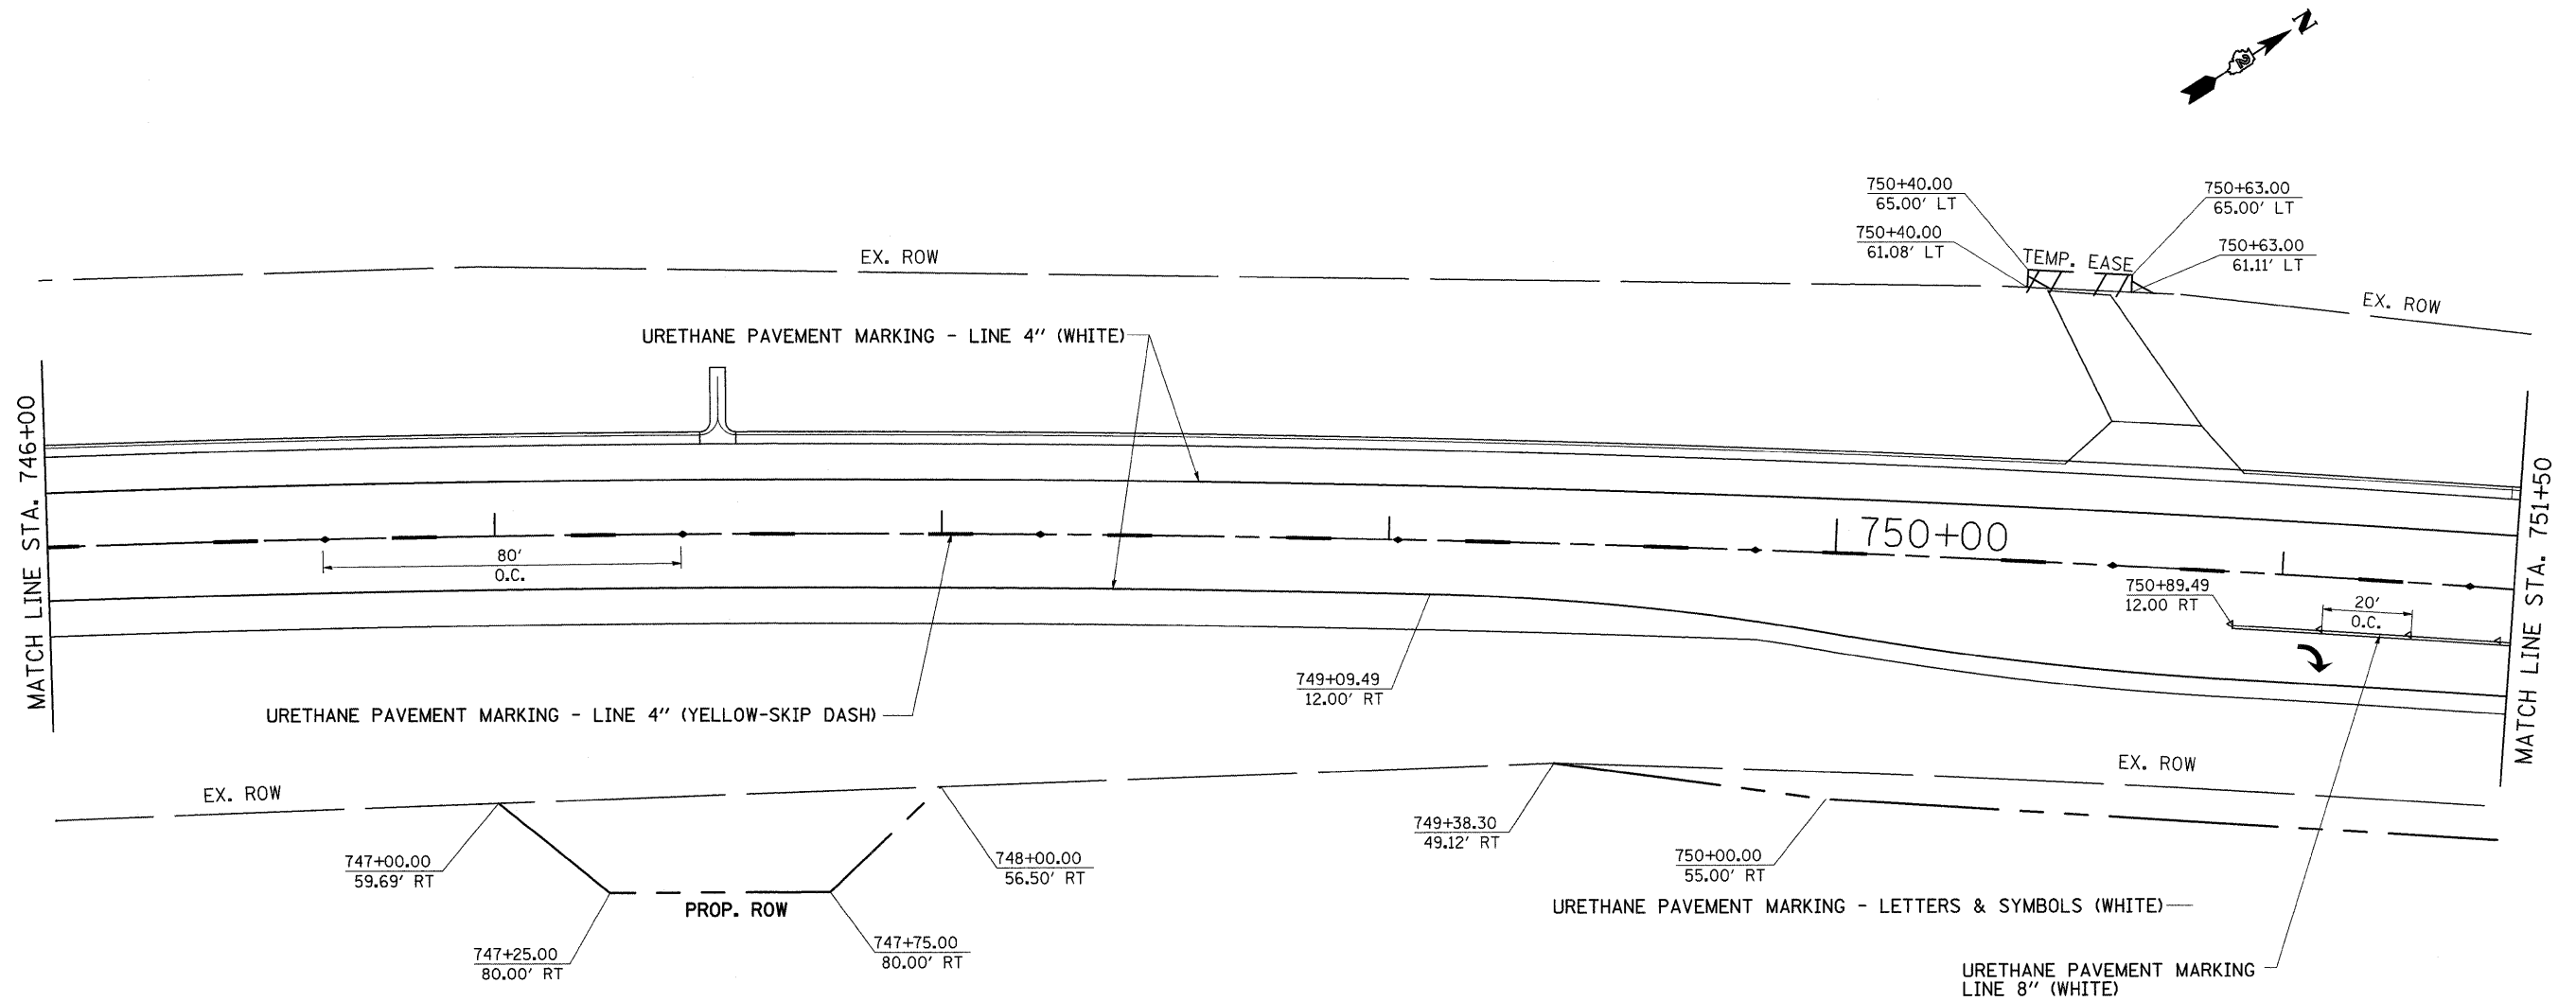 N
2
750+40.00
65.00' LT
750+63.00
65.00' LT
750+40.00
61.08' LT
750+63.00
61.11' LT
TEMP. EASE
EX. ROW
EX. ROW
URETHANE PAVEMENT MARKING - LINE 4" (WHITE)
MATCH LINE STA. 746+00
MATCH LINE STA. 751+50
750+00
80'
O.C.
750+89.49
12.00 RT
20'
O.C.
749+09.49
12.00' RT
URETHANE PAVEMENT MARKING - LINE 4" (YELLOW-SKIP DASH)
EX. ROW
EX. ROW
749+38.30
49.12' RT
747+00.00
59.69' RT
748+00.00
56.50' RT
750+00.00
55.00' RT
PROP. ROW
URETHANE PAVEMENT MARKING - LETTERS & SYMBOLS (WHITE)
747+25.00
80.00' RT
747+75.00
80.00' RT
URETHANE PAVEMENT MARKING
LINE 8" (WHITE)